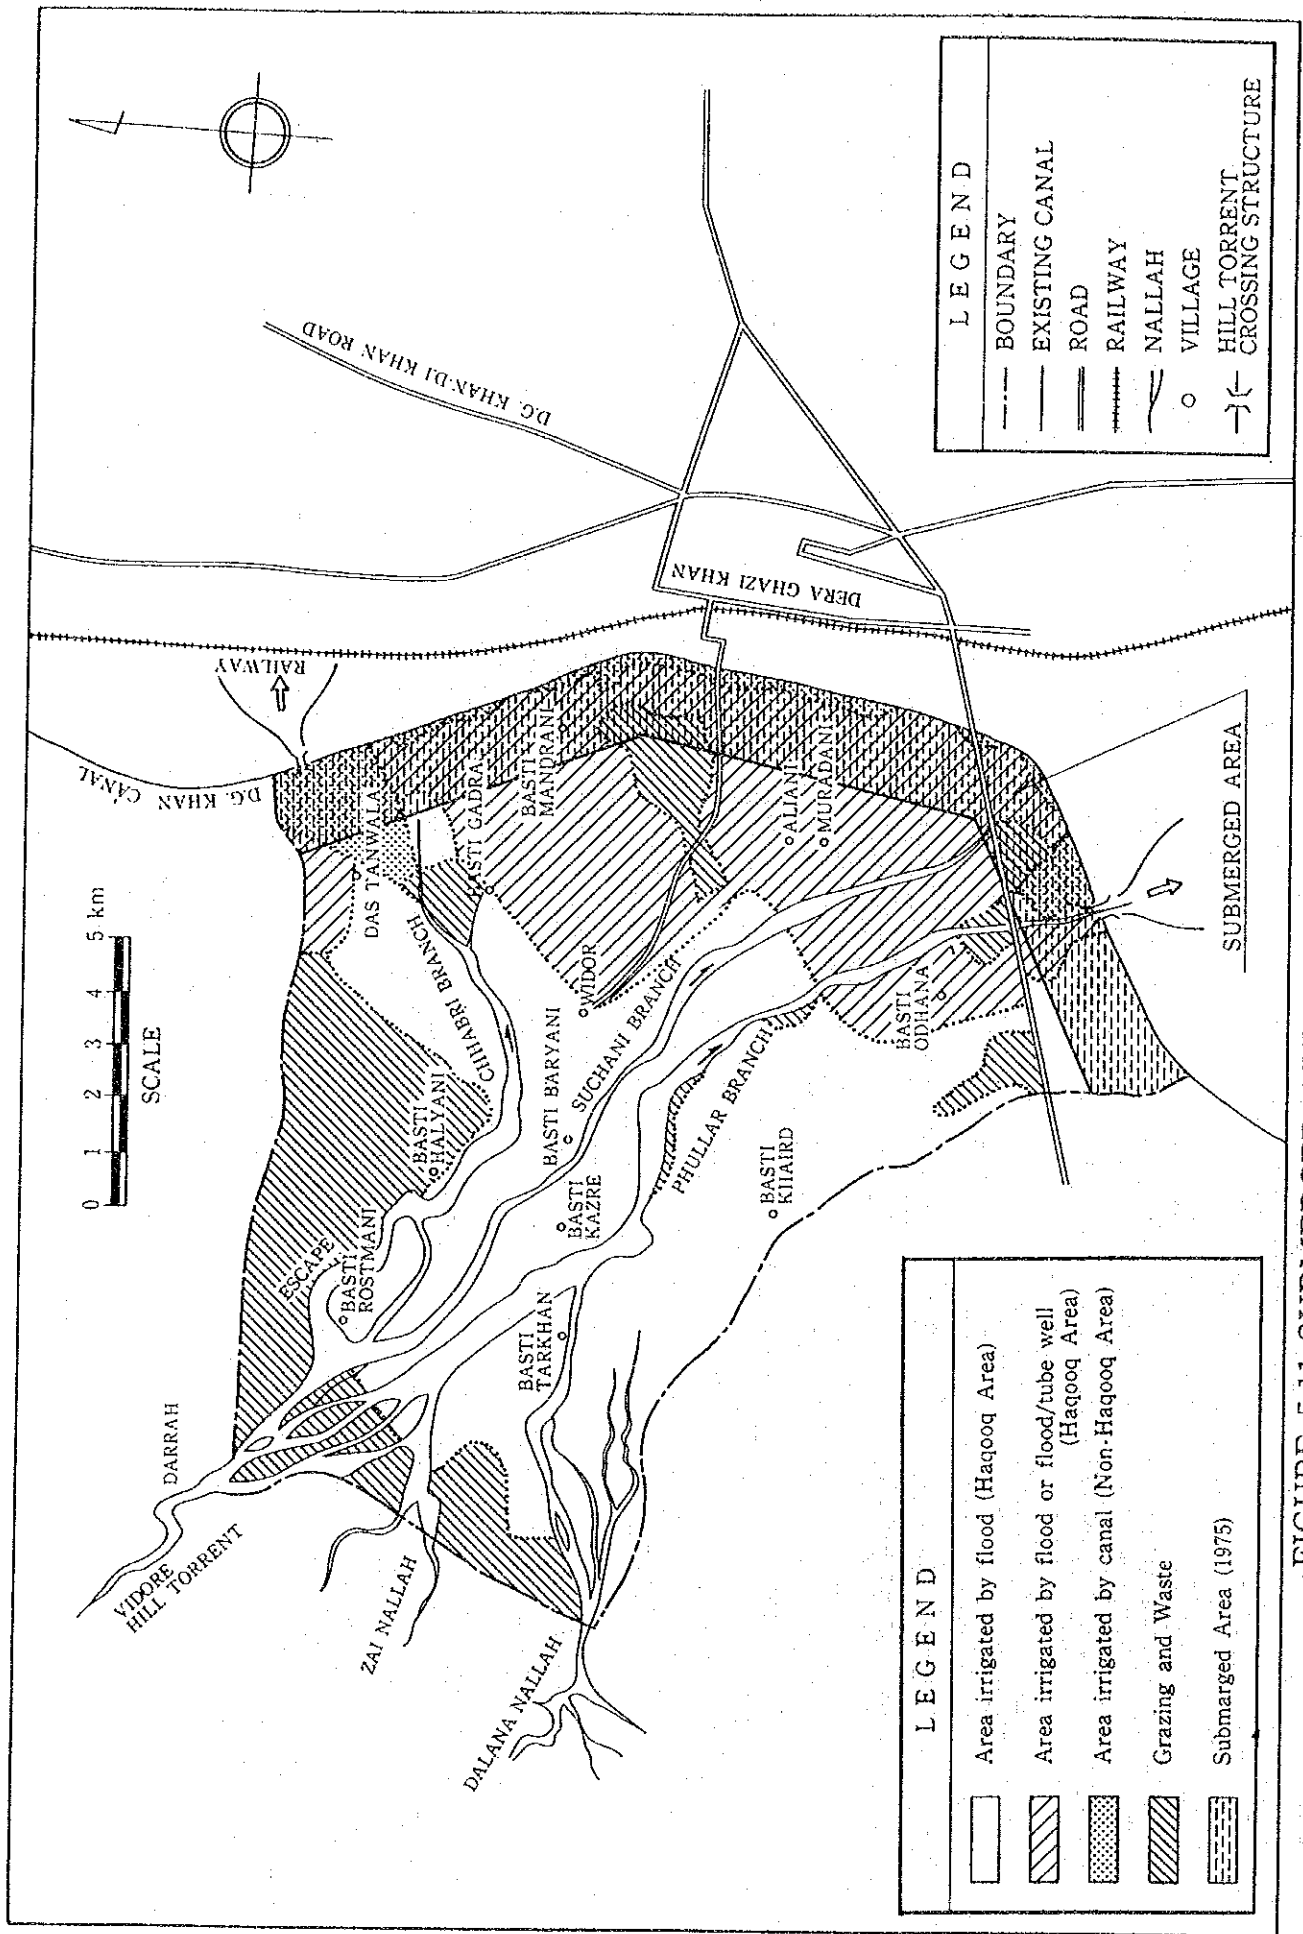 VIDORE
HILL TORRENT
DARRAH
ZAI NALLAH
DALANA NALLAH
ESCAPE
BASTI
ROSTMANI
BASTI
HALYANI
BASTI
TARKHAN
BASTI
KAZRE
BASTI BARYANI
CHHABRI BRANCH
SUCHANI BRANCH
PHULLAR BRANCH
BASTI
KHAIRD
WIDOR
DAS TANWALA
BASTI GADRA
BASTI
MANDRANI
ALIANI
MURADANI
BASTI
ODHANA
D.G. KHAN CANAL
RAILWAY
DERA GHAZI KHAN
D.G. KHAN-D.I KHAN ROAD
SUBMERGED AREA
0 1 2 3 4 5 km
SCALE
LEGEND
Area irrigated by flood (Haqooq Area)
Area irrigated by flood or flood/tube well
(Haqooq Area)
Area irrigated by canal (Non-Haqooq Area)
Grazing and Waste
Submarged Area (1975)
LEGEND
BOUNDARY
EXISTING CANAL
ROAD
RAILWAY
NALLAH
VILLAGE
HILL TORRENT
CROSSING STRUCTURE